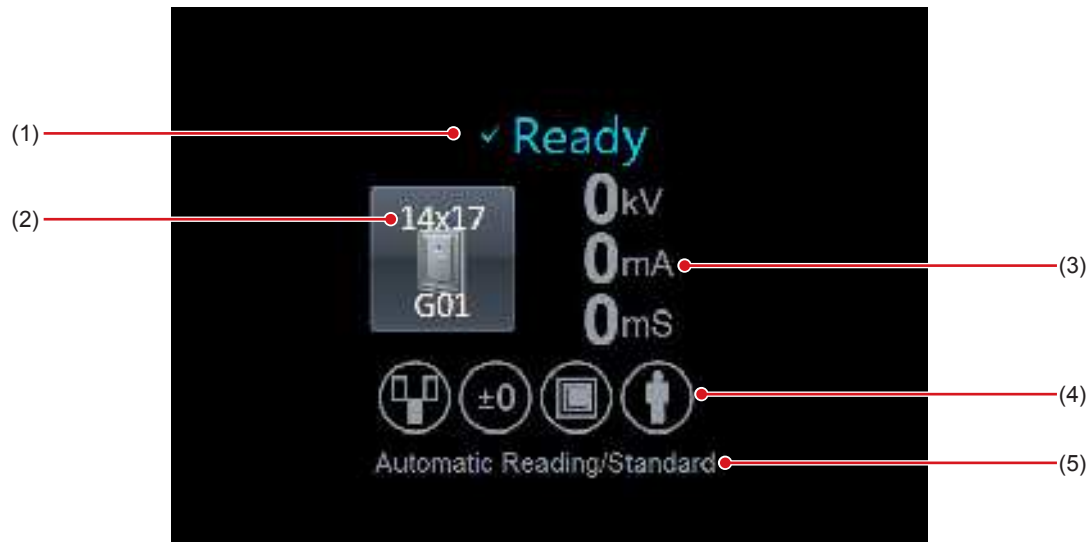 (1)
✓ Ready
(2)
14x17
G01
0kV
0mA
0mS
(3)
±0
(4)
Automatic Reading/Standard
(5)